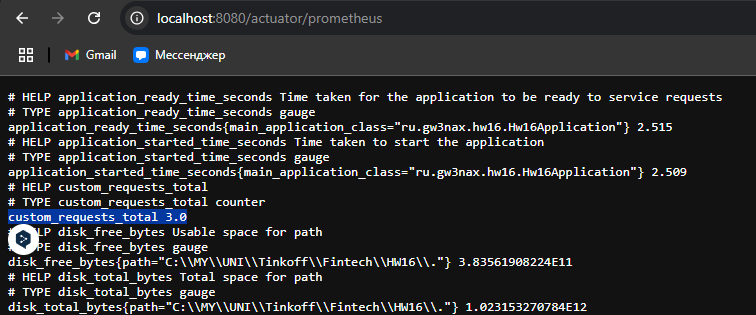 localhost:8080/actuator/prometheus
Gmail
Мессенджер
# HELP application_ready_time_seconds Time taken for the application to be ready to service requests
# TYPE application_ready_time_seconds gauge
application_ready_time_seconds{main_application_class="ru.gw3nax.hw16.Hw16Application"} 2.515
# HELP application_started_time_seconds Time taken to start the application
# TYPE application_started_time_seconds gauge
application_started_time_seconds{main_application_class="ru.gw3nax.hw16.Hw16Application"} 2.509
# HELP custom_requests_total
# TYPE custom_requests_total counter
custom_requests_total 3.0
# HELP disk_free_bytes Usable space for path
# TYPE disk_free_bytes gauge
disk_free_bytes{path="C:\\MY\\UNI\\Tinkoff\\Fintech\\HW16\\."} 3.83561908224E11
# HELP disk_total_bytes Total space for path
# TYPE disk_total_bytes gauge
disk_total_bytes{path="C:\\MY\\UNI\\Tinkoff\\Fintech\\HW16\\."} 1.023153270784E12